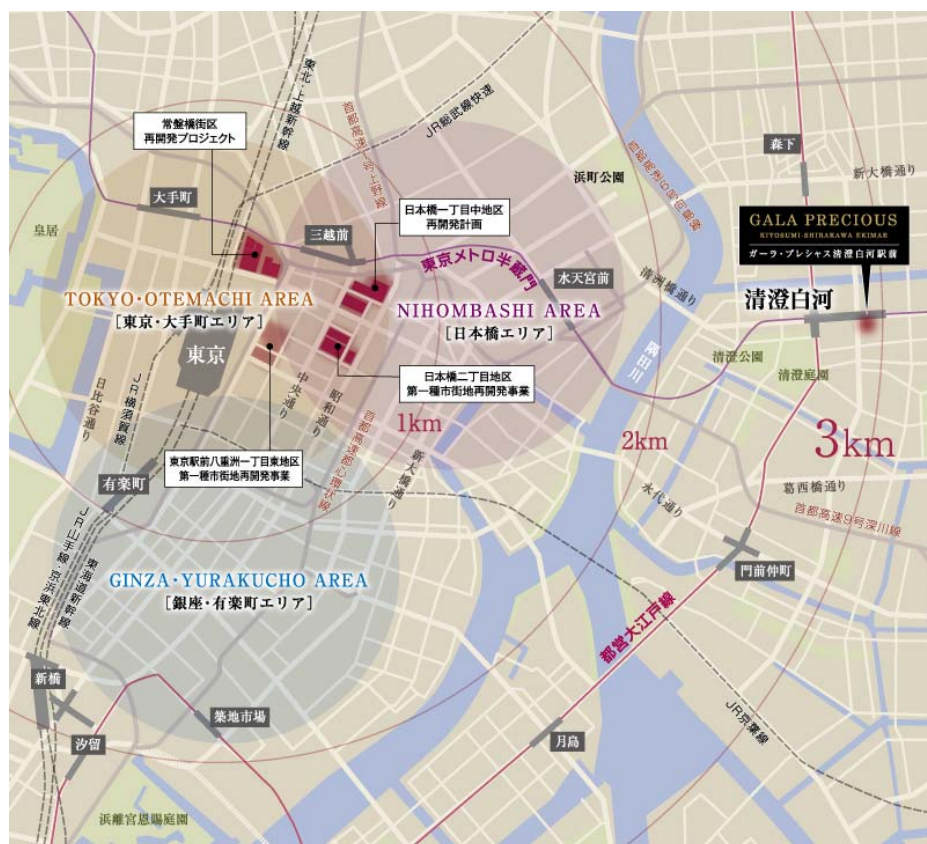 東北・上越新幹線
首都高速1号上野線
JR総武線快速
常盤橋街区
再開発プロジェクト
大手町
皇居
三越前
日本橋一丁目中地区
再開発計画
浜町公園
首都高速6号向島線
森下
新大橋通り
GALA PRECIOUS
KIYOSUMI-SHIRAKAWA EKIMAE
ガーラ・プレシャス清澄白河駅前
東京メトロ半蔵門
水天宮前
清洲橋通り
清澄白河
TOKYO・OTEMACHI AREA
[東京・大手町エリア]
NIHOMBASHI AREA
[日本橋エリア]
東京
隅田川
清澄公園
清澄庭園
日比谷通り
JR横須賀線
中央通り
昭和通り
日本橋二丁目地区
第一種市街地再開発事業
首都高速都心環状線
1km
2km
3km
新大橋通り
東京駅前八重洲一丁目東地区
第一種市街地再開発事業
有楽町
永代通り
葛西橋通り
首都高速9号深川線
門前仲町
JR山手線・京浜東北線
東海道新幹線
GINZA・YURAKUCHO AREA
[銀座・有楽町エリア]
都営大江戸線
新橋
築地市場
汐留
月島
JR京葉線
浜離宮恩賜庭園